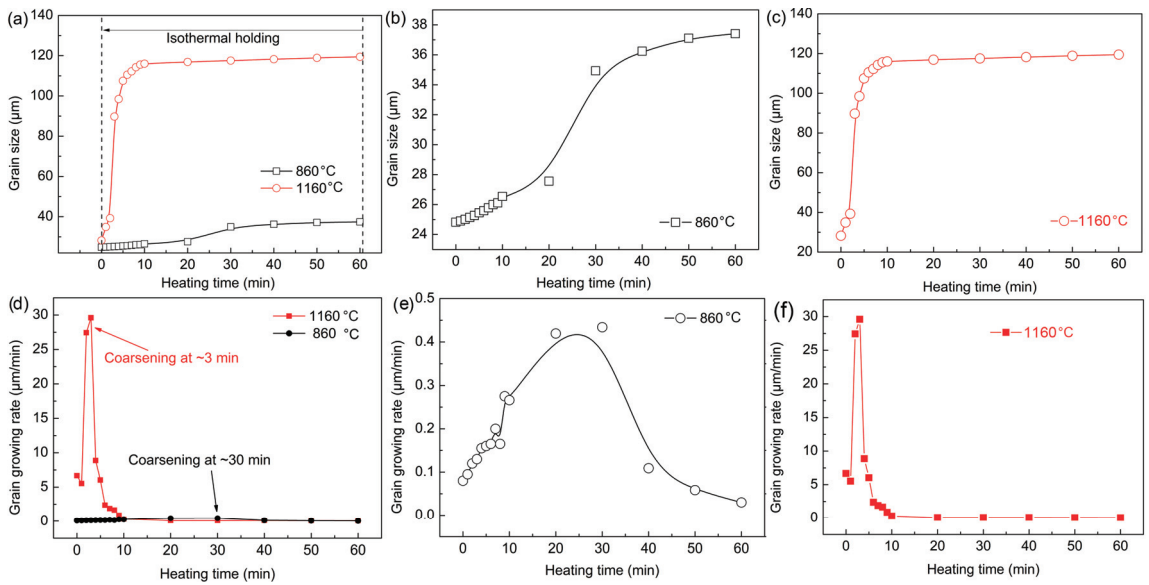 (a)
140
120
100
80
60
40
Grain size (μm)
Isothermal holding
860°C
1160°C
0 10 20 30 40 50 60
Heating time (min)
(b)
38
36
34
32
30
28
26
24
Grain size (μm)
860°C
0 10 20 30 40 50 60
Heating time (min)
(c)
140
120
100
80
60
40
20
Grain size (μm)
1160°C
0 10 20 30 40 50 60
Heating time (min)
(d)
30
25
20
15
10
5
0
Grain growing rate (μm/min)
1160 °C
860 °C
Coarsening at ~3 min
Coarsening at ~30 min
0 10 20 30 40 50 60
Heating time (min)
(e)
0.5
0.4
0.3
0.2
0.1
0.0
Grain growing rate (μm/min)
860°C
0 10 20 30 40 50 60
Heating time (min)
(f)
30
25
20
15
10
5
0
Grain growing rate (μm/min)
1160°C
0 10 20 30 40 50 60
Heating time (min)